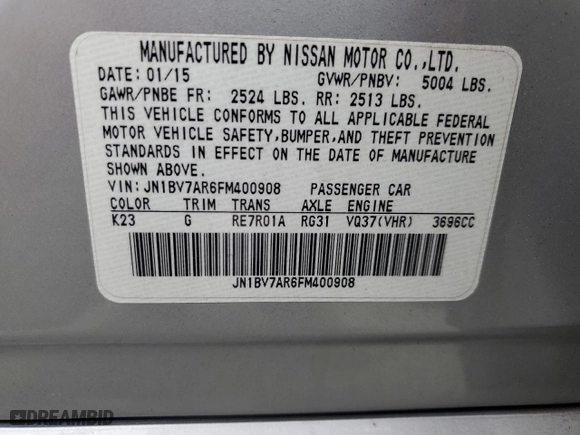 MANUFACTURED BY NISSAN MOTOR CO.,LTD.
DATE: 01/15 GVWR/PNBV: 5004 LBS.
GAWR/PNBE FR: 2524 LBS. RR: 2513 LBS.
THIS VEHICLE CONFORMS TO ALL APPLICABLE FEDERAL
MOTOR VEHICLE SAFETY,BUMPER,AND THEFT PREVENTION
STANDARDS IN EFFECT ON THE DATE OF MANUFACTURE
SHOWN ABOVE.
VIN: JN1BV7AR6FM400908 PASSENGER CAR
COLOR TRIM TRANS AXLE ENGINE
K23 G RE7R01A RG31 VQ37(VHR) 3696CC
JN1BV7AR6FM400908
DREAMBID